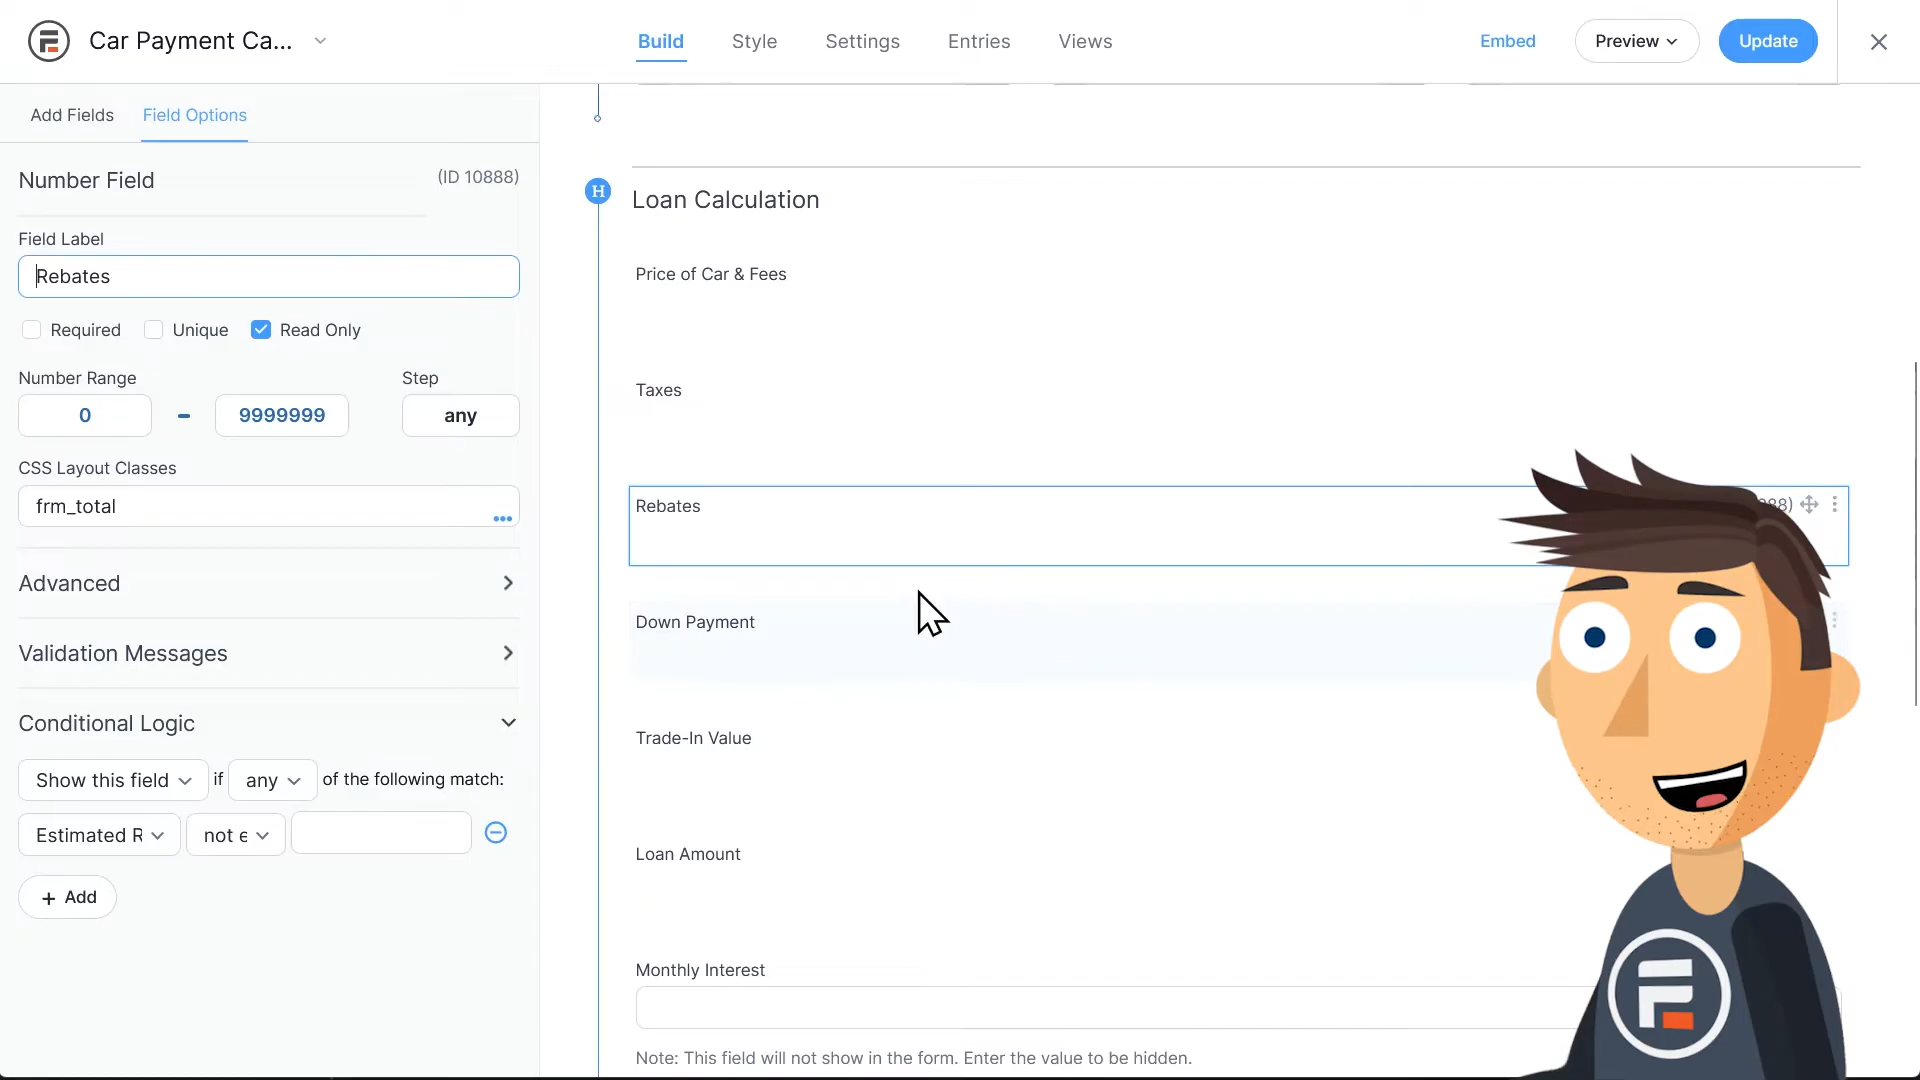 Car Payment Ca...
Build
Style
Settings
Entries
Views
Embed
Preview
Update
Add Fields
Field Options
Number Field
(ID 10888)
Field Label
Rebates
Required
Unique
Read Only
Number Range
Step
0
-
9999999
any
CSS Layout Classes
frm_total
Advanced
Validation Messages
Conditional Logic
Show this field
if
any
of the following match:
Estimated R
not e
+ Add
H
Loan Calculation
Price of Car & Fees
Taxes
Rebates
88)
Down Payment
Trade-In Value
Loan Amount
Monthly Interest
Note: This field will not show in the form. Enter the value to be hidden.